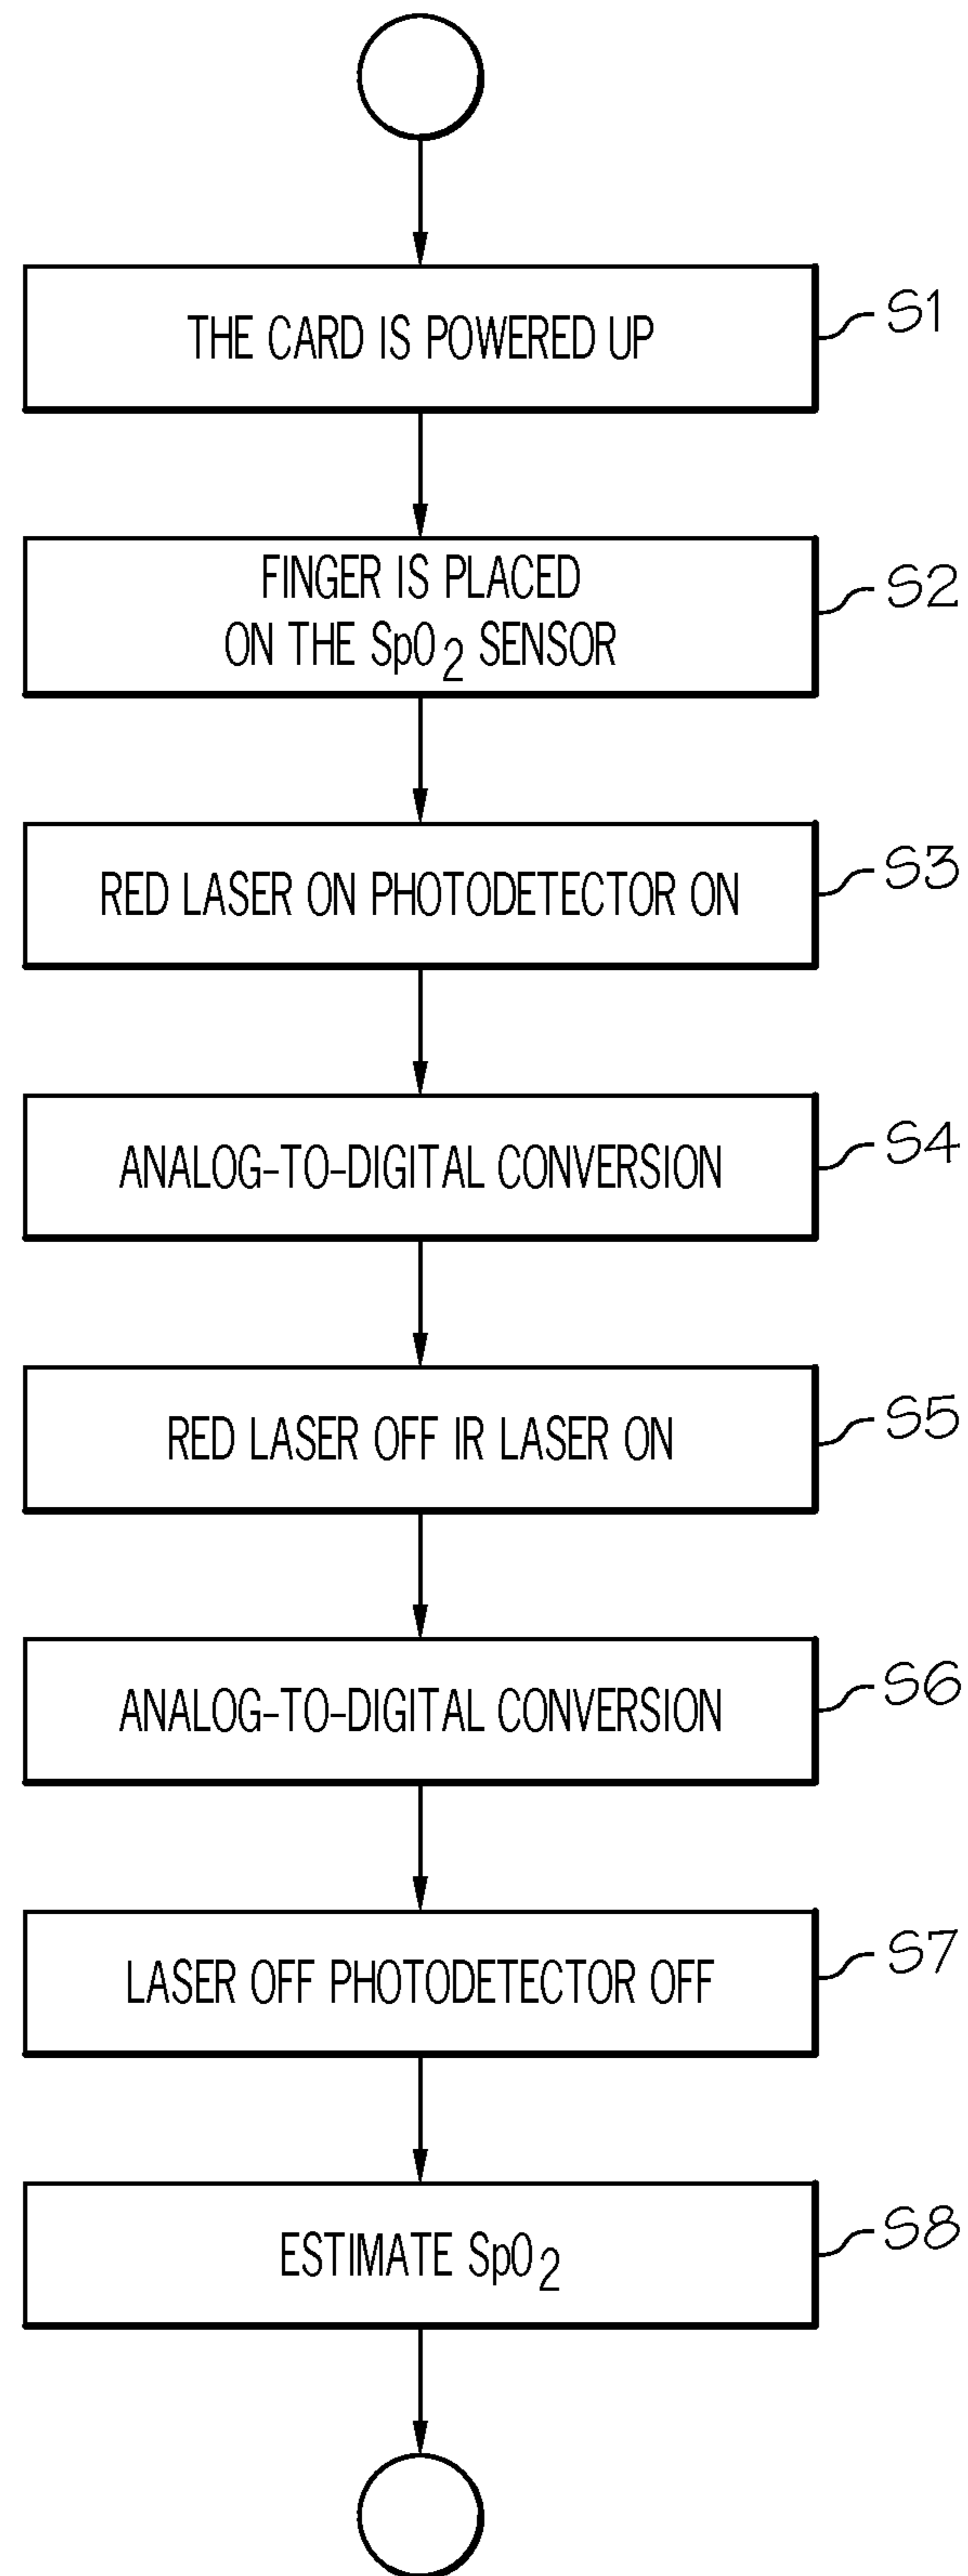 THE CARD IS POWERED UP
S1
FINGER IS PLACED
ON THE SpO2 SENSOR
S2
RED LASER ON PHOTODETECTOR ON
S3
ANALOG-TO-DIGITAL CONVERSION
S4
RED LASER OFF IR LASER ON
S5
ANALOG-TO-DIGITAL CONVERSION
S6
LASER OFF PHOTODETECTOR OFF
S7
ESTIMATE SpO2
S8